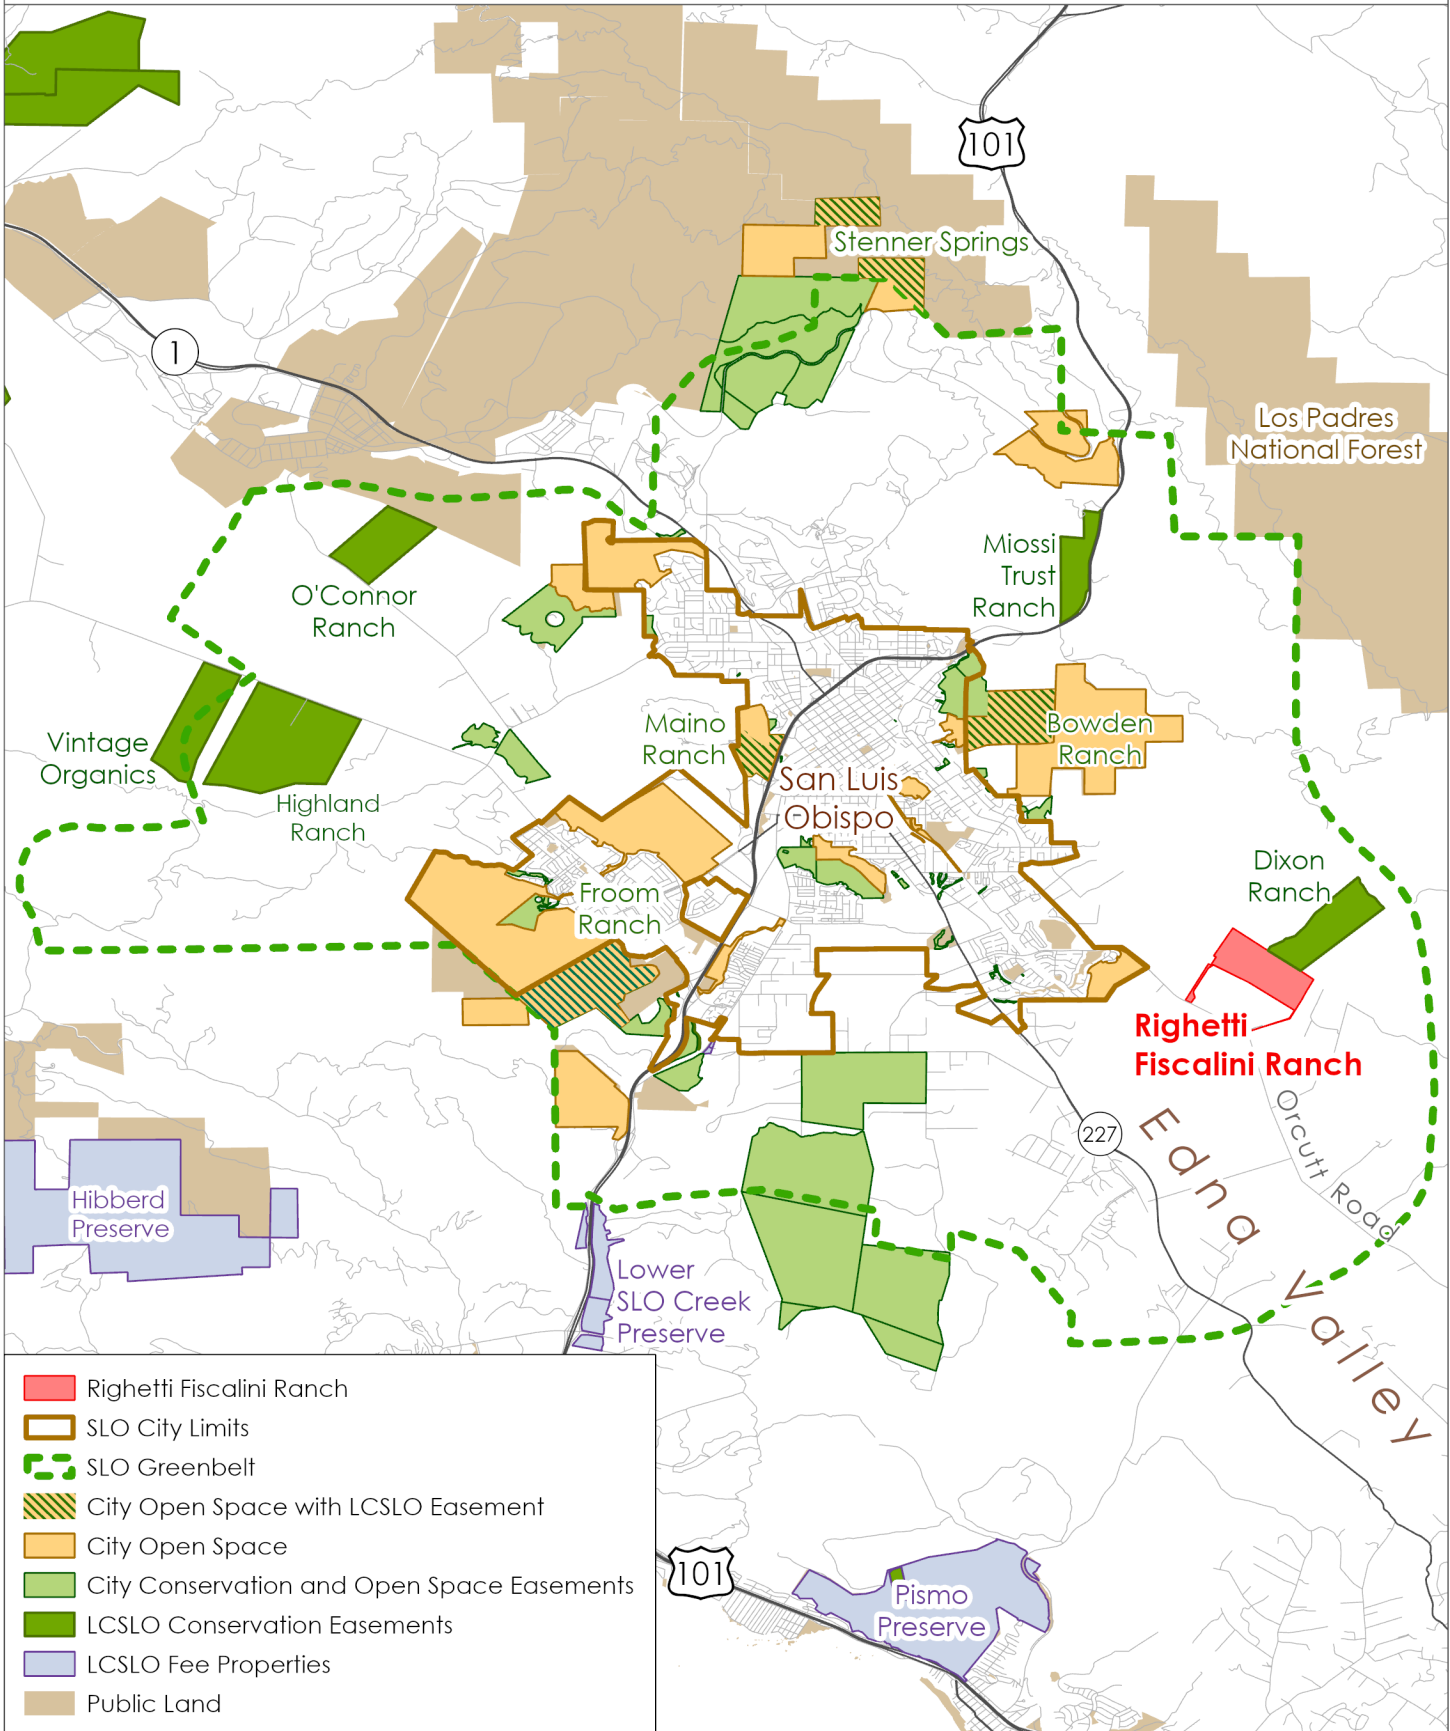 101
Stenner Springs
1
Los Padres
National Forest
Miossi
Trust
Ranch
O'Connor
Ranch
Maino
Ranch
Bowden
Ranch
Vintage
Organics
Highland
Ranch
San Luis
Obispo
Froom
Ranch
Dixon
Ranch
Righetti
Fiscalini Ranch
Orcutt Road
227
Edna Valley
Hibberd
Preserve
Lower
SLO Creek
Preserve
Righetti Fiscalini Ranch
SLO City Limits
SLO Greenbelt
City Open Space with LCSLO Easement
City Open Space
City Conservation and Open Space Easements
LCSLO Conservation Easements
LCSLO Fee Properties
Public Land
101
Pismo
Preserve